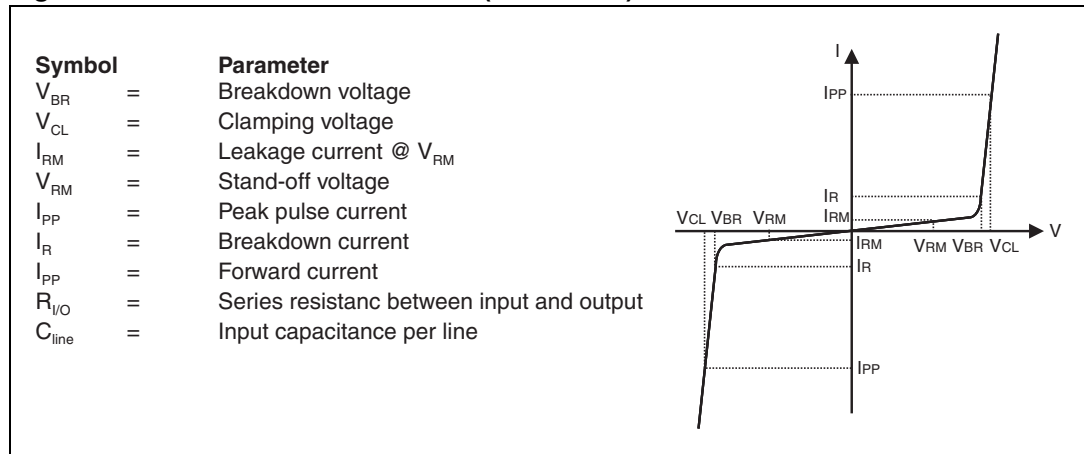 Symbol Parameter
VBR = Breakdown voltage
VCL = Clamping voltage
IRM = Leakage current @ VRM
VRM = Stand-off voltage
IPP = Peak pulse current
IR = Breakdown current
IPP = Forward current
RI/O = Series resistanc between input and output
Cline = Input capacitance per line
I
IPP
IR
IRM
VCL VBR VRM
V
IRM
VRM VBR VCL
IR
IPP